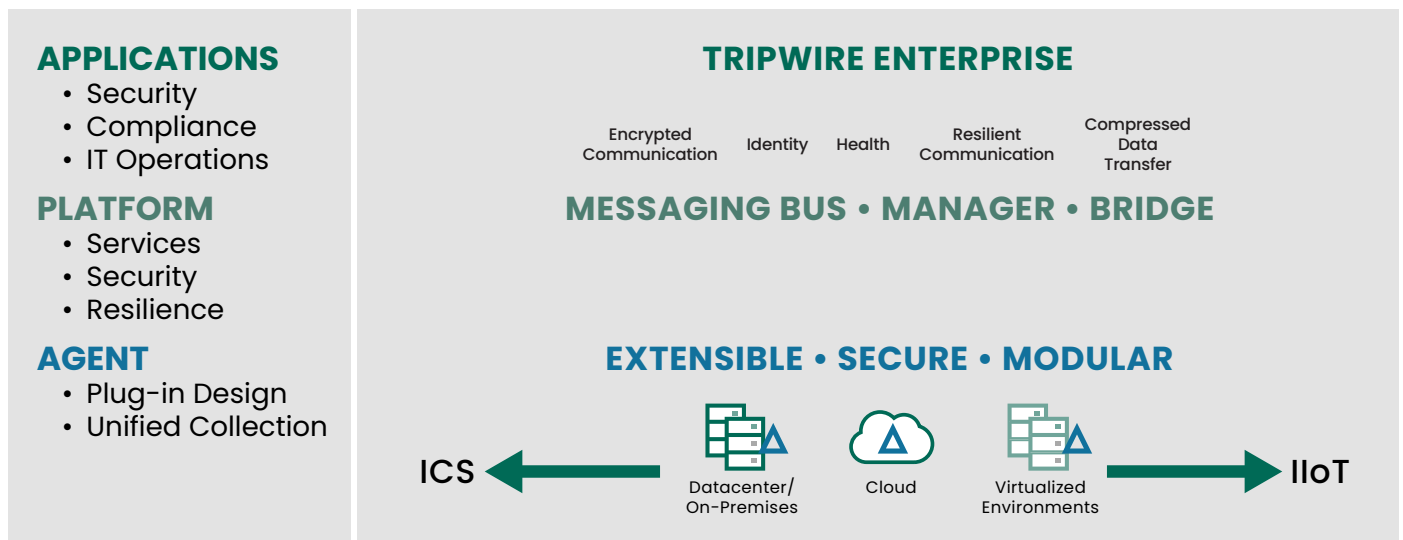 APPLICATIONS
• Security
• Compliance
• IT Operations
PLATFORM
• Services
• Security
• Resilience
AGENT
• Plug-in Design
• Unified Collection
TRIPWIRE ENTERPRISE
Encrypted
Communication
Identity
Health
Resilient
Communication
Compressed
Data
Transfer
MESSAGING BUS • MANAGER • BRIDGE
EXTENSIBLE • SECURE • MODULAR
ICS
Datacenter/
On-Premises
Cloud
Virtualized
Environments
IIoT